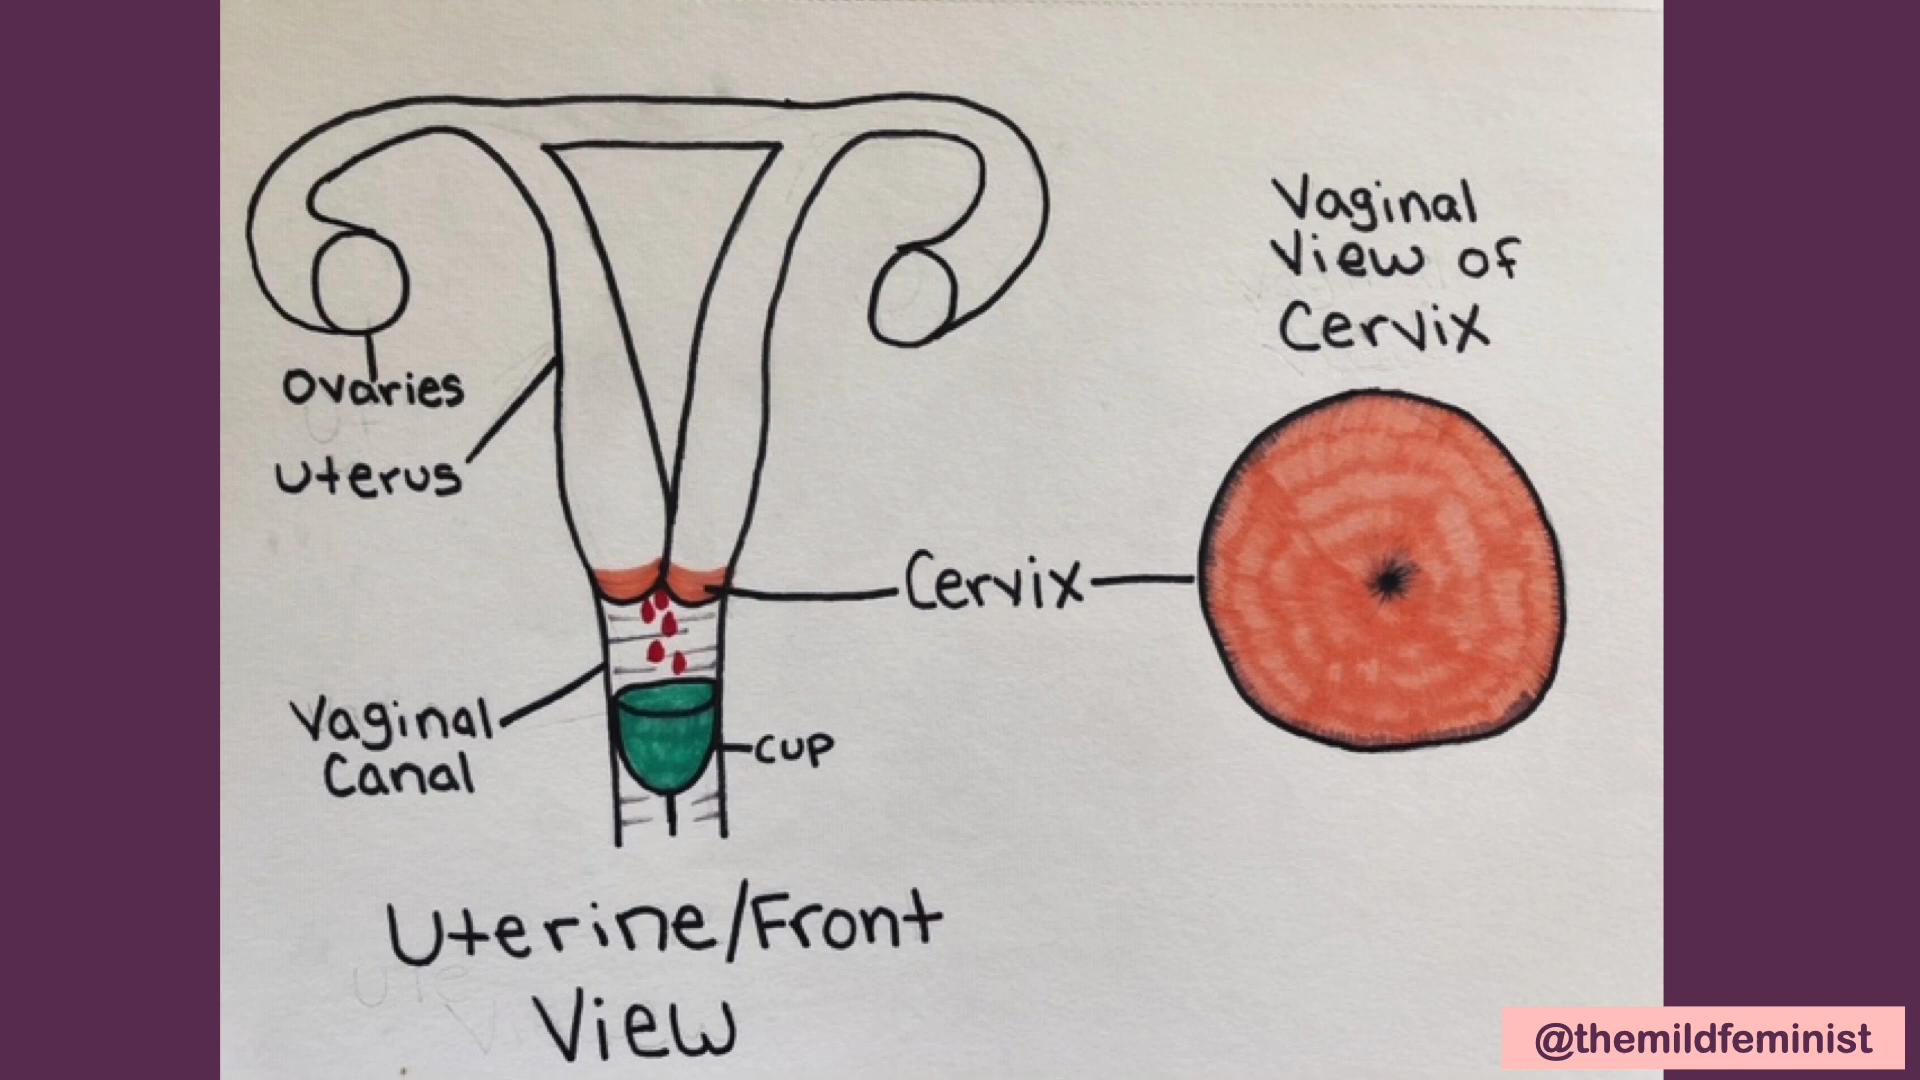 Vaginal
View of
Cervix
Ovaries
Uterus
Cervix
Vaginal
Canal
Cup
Uterine/Front
View
@themildfeminist